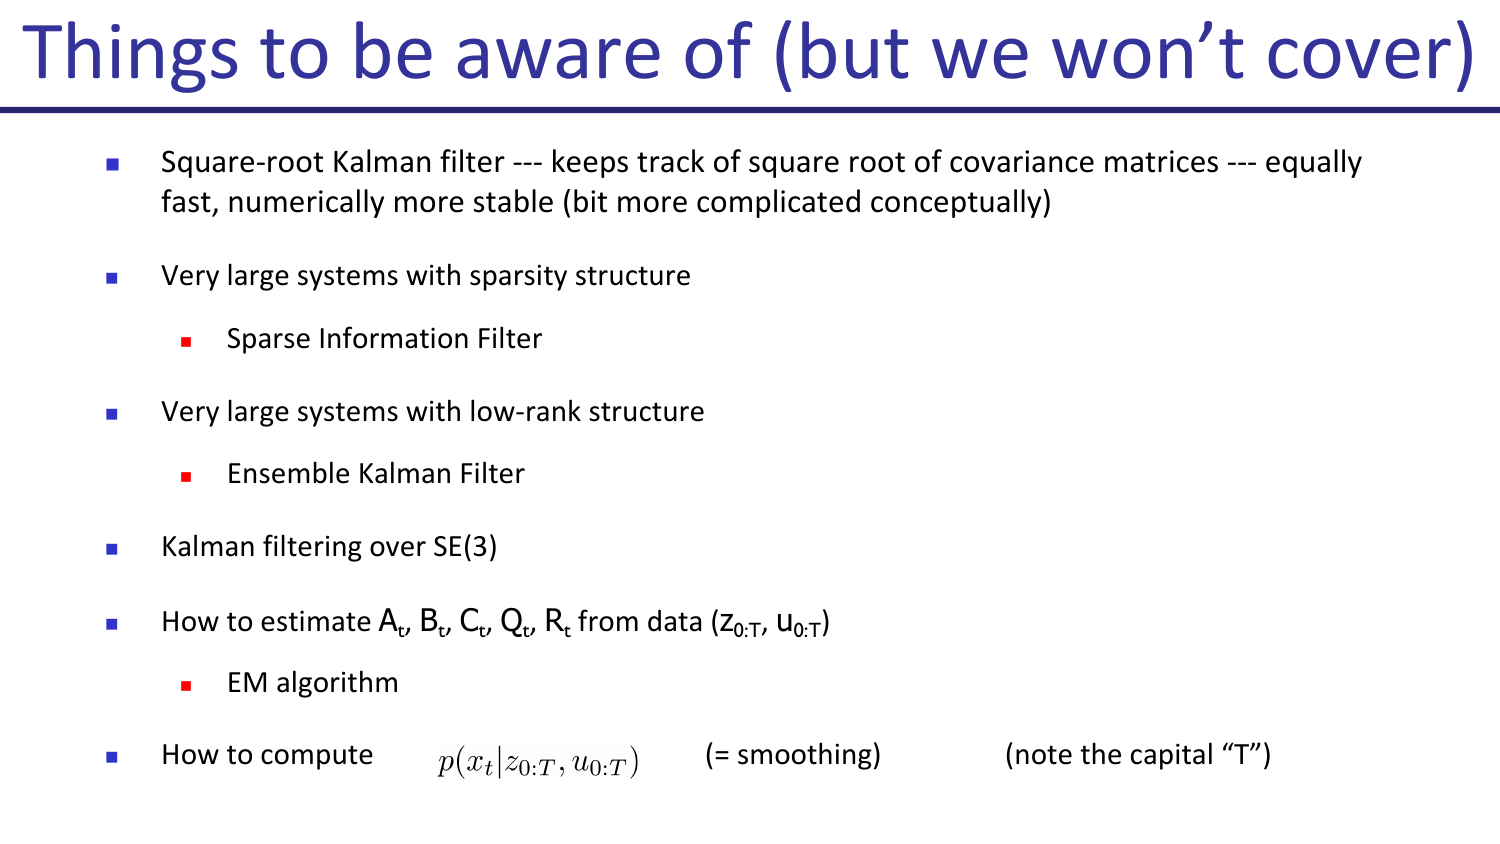 Things to be aware of (but we won’t cover)
Square-root Kalman filter --- keeps track of square root of covariance matrices --- equally
fast, numerically more stable (bit more complicated conceptually)
Very large systems with sparsity structure
Sparse Information Filter
Very large systems with low-rank structure
Ensemble Kalman Filter
Kalman filtering over SE(3)
How to estimate A_t, B_t, C_t, Q_t, R_t from data (z_{0:T}, u_{0:T})
EM algorithm
How to compute p(x_t|z_{0:T}, u_{0:T}) (= smoothing) (note the capital “T”)